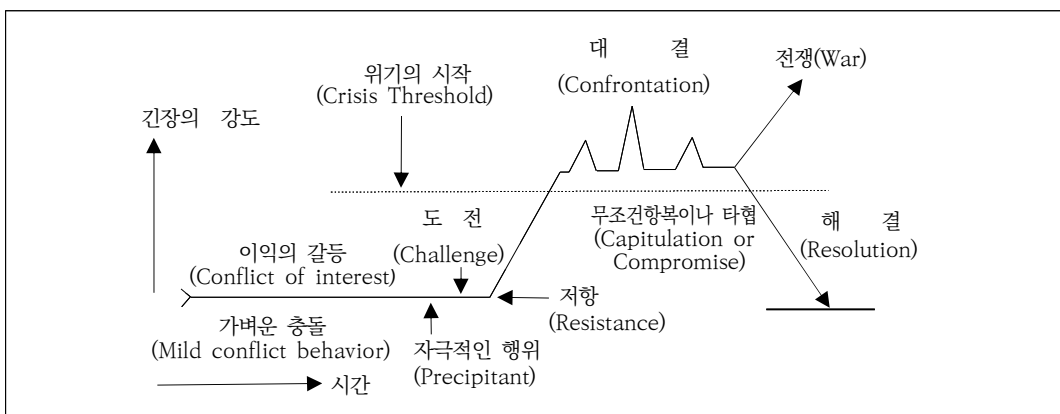 대 결
(Confrontation)
전쟁(War)
위기의 시작
(Crisis Threshold)
긴장의 강도
도 전
(Challenge)
무조건항복이나 타협
(Capitulation or
Compromise)
해 결
(Resolution)
이익의 갈등
(Conflict of interest)
저항
(Resistance)
가벼운 충돌
(Mild conflict behavior)
자극적인 행위
(Precipitant)
시간